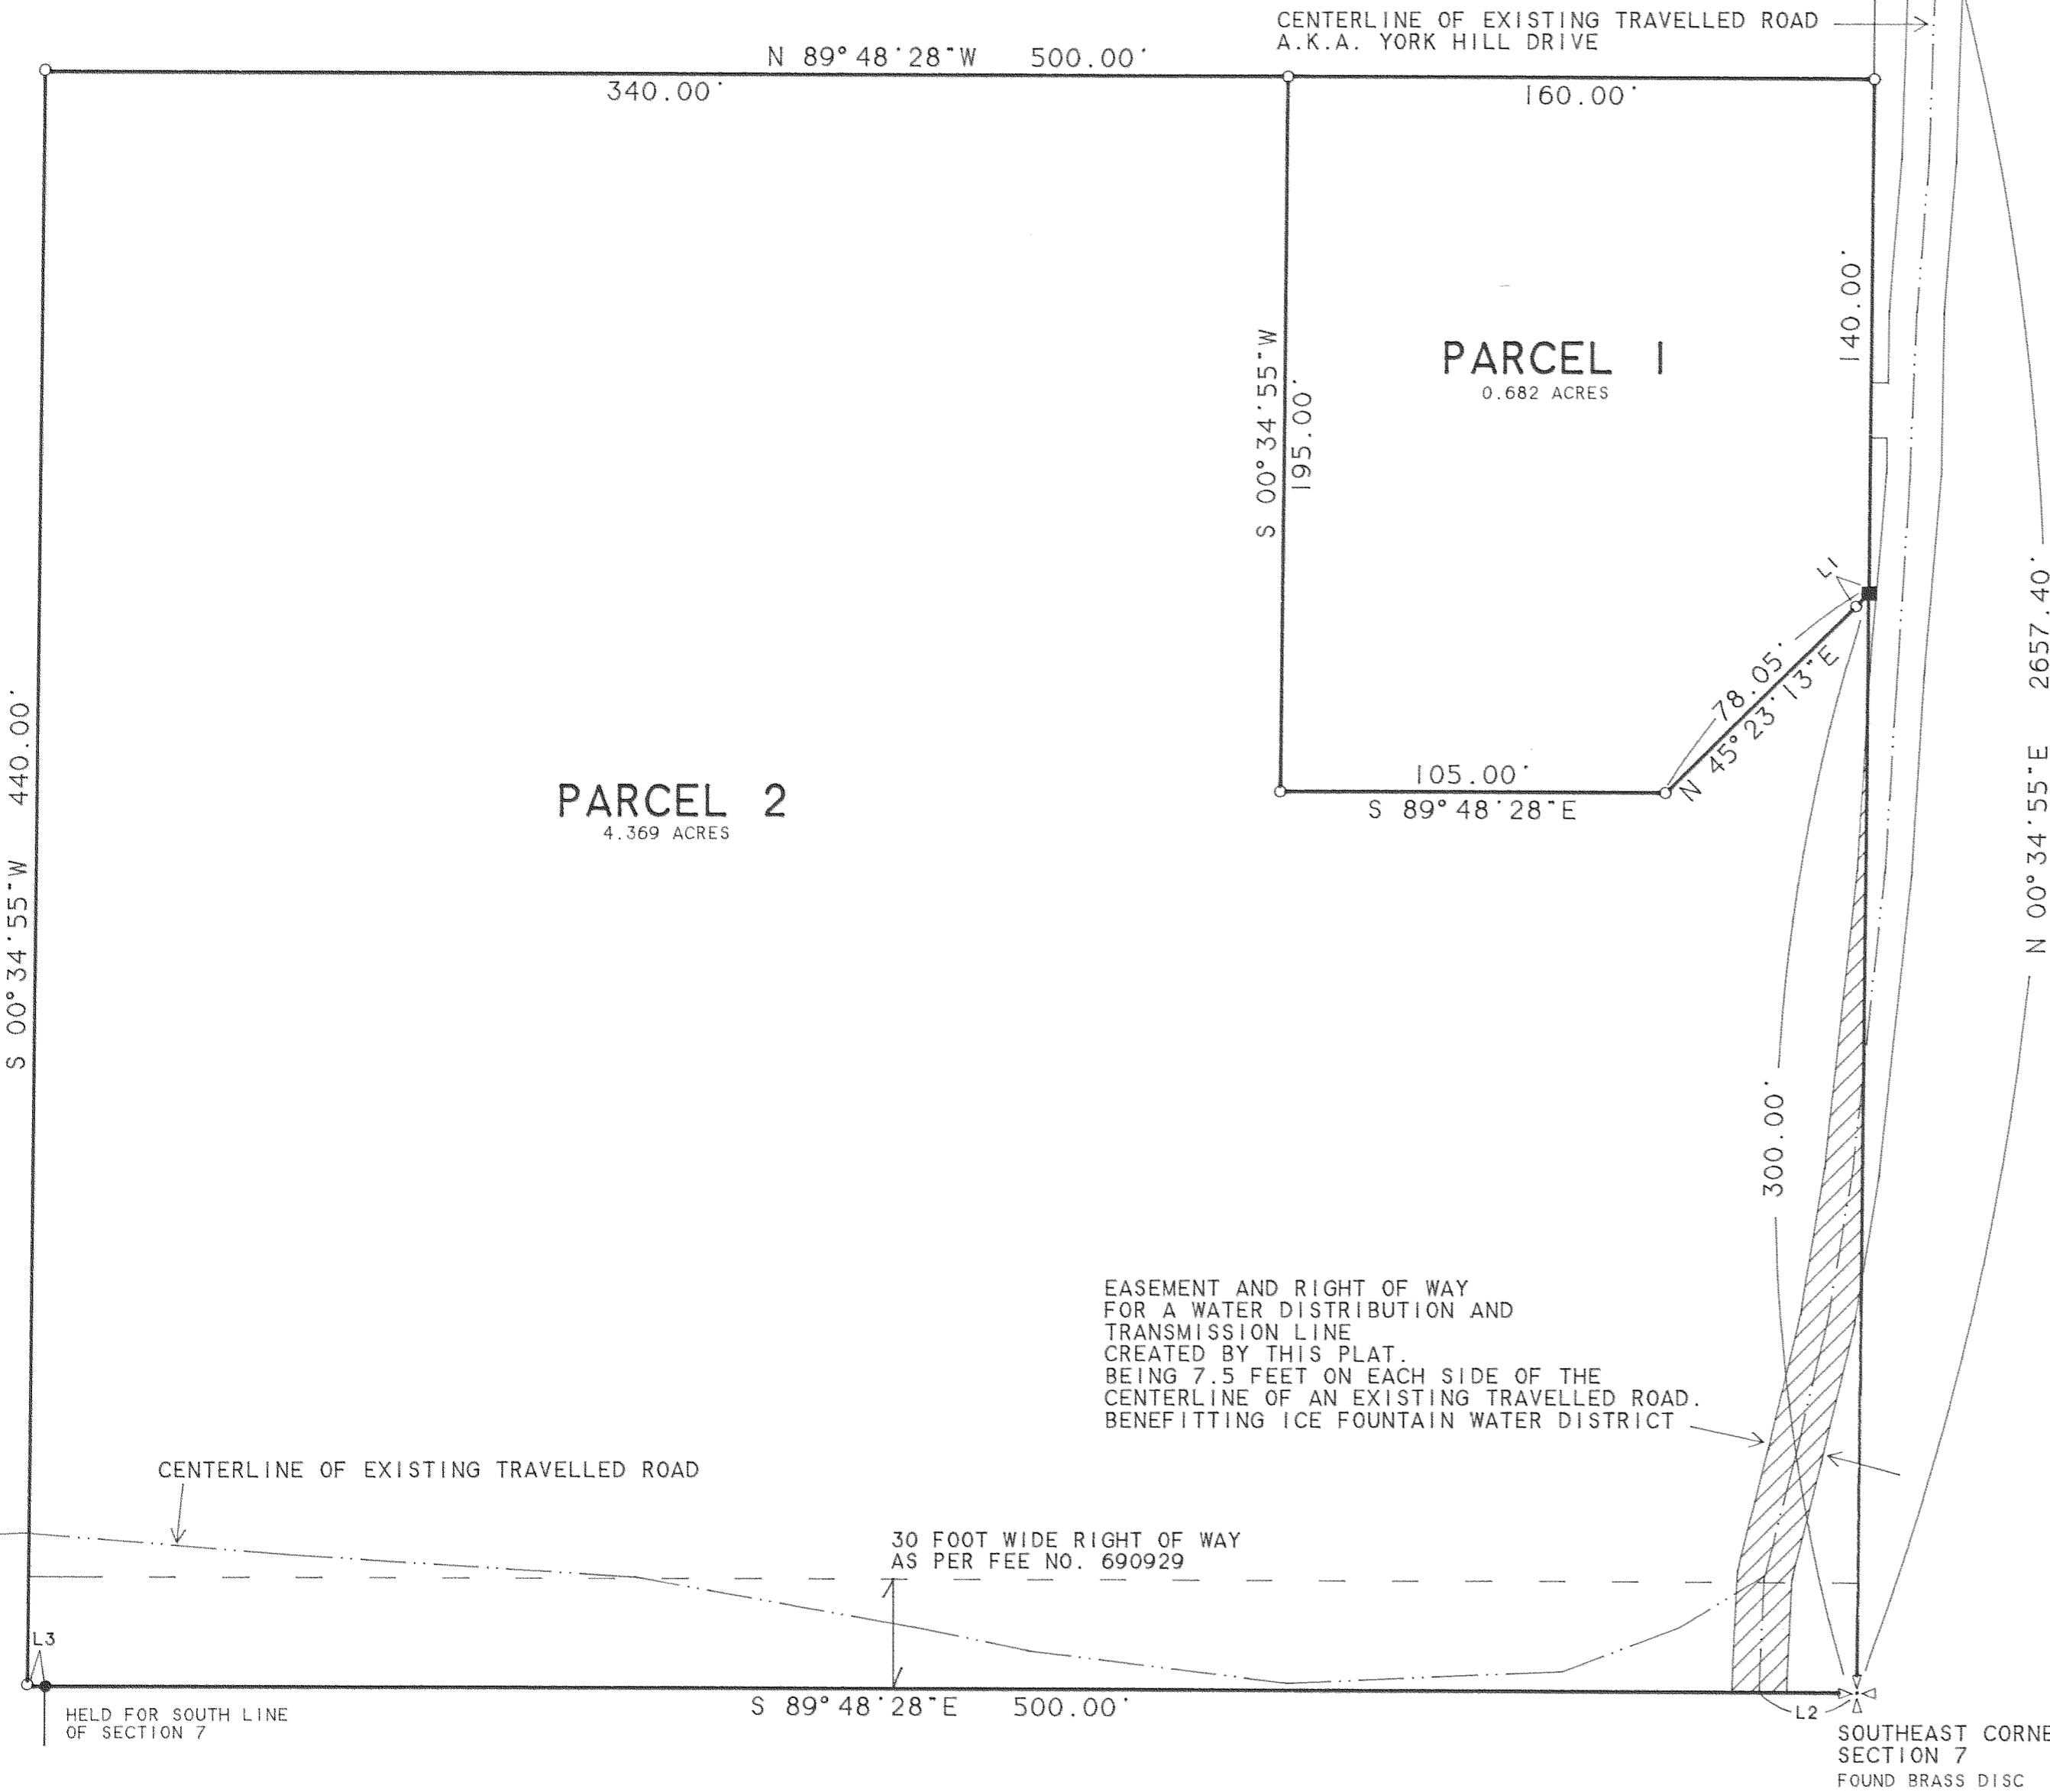 CENTERLINE OF EXISTING TRAVELLED ROAD
A.K.A. YORK HILL DRIVE
N 89°48'28"W 500.00'
340.00'
160.00'
140.00'
S 00°34'55"W
195.00'
PARCEL 1
0.682 ACRES
L1
78.05'
N 45°23'13"E
105.00'
S 89°48'28"E
N 00°34'55"E 2657.40'
S 00°34'55"W 440.00'
PARCEL 2
4.369 ACRES
300.00'
EASEMENT AND RIGHT OF WAY
FOR A WATER DISTRIBUTION AND
TRANSMISSION LINE
CREATED BY THIS PLAT.
BEING 7.5 FEET ON EACH SIDE OF THE
CENTERLINE OF AN EXISTING TRAVELLED ROAD.
BENEFITTING ICE FOUNTAIN WATER DISTRICT
CENTERLINE OF EXISTING TRAVELLED ROAD
30 FOOT WIDE RIGHT OF WAY
AS PER FEE NO. 690929
L3
HELD FOR SOUTH LINE
OF SECTION 7
S 89°48'28"E 500.00'
L2
SOUTHEAST CORNE
SECTION 7
FOUND BRASS DISC